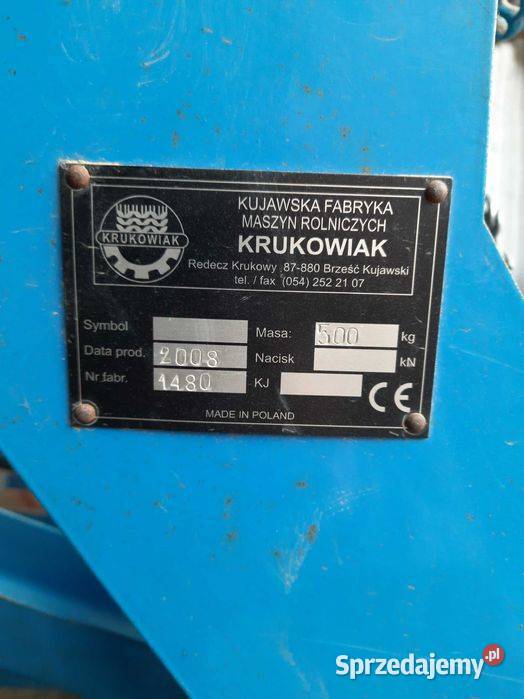 KRUKOWIAK
KUJAWSKA FABRYKA
MASZYN ROLNICZYCH
KRUKOWIAK
Redecz Krukowy 87-880 Brześć Kujawski
tel. / fax (054) 252 21 07
Symbol Masa: 500 kg
Data prod. 2008 Nacisk kN
Nr fabr. 1480 KJ CE
MADE IN POLAND
Sprzedajemy.pl